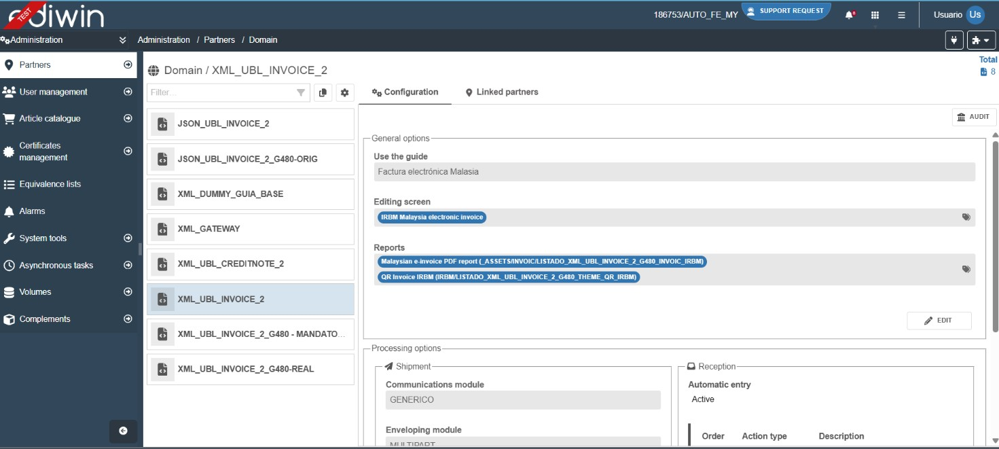 TEST
ediwin
186753/AUTO_FE_MY
SUPPORT REQUEST
8
Usuario
Us
Administration
Administration / Partners / Domain
Partners
User management
Article catalogue
Certificates
management
Equivalence lists
Alarms
System tools
Asynchronous tasks
Volumes
Complements
Domain / XML_UBL_INVOICE_2
Total
8
Filter...
JSON_UBL_INVOICE_2
JSON_UBL_INVOICE_2_G480-ORIG
XML_DUMMY_GUIA_BASE
XML_GATEWAY
XML_UBL_CREDITNOTE_2
XML_UBL_INVOICE_2
XML_UBL_INVOICE_2_G480 - MANDATO...
XML_UBL_INVOICE_2_G480-REAL
Configuration
Linked partners
AUDIT
General options
Use the guide
Factura electrónica Malasia
Editing screen
IRBM Malaysia electronic invoice
Reports
Malaysian e-invoice PDF report (_ASSETS/INVOIC/LISTADO_XML_UBL_INVOICE_2_G480_INVOIC_IRBM)
QR Invoice IRBM (IRBM/LISTADO_XML_UBL_INVOICE_2_G480_THEME_QR_IRBM)
EDIT
Processing options
Shipment
Communications module
GENERICO
Enveloping module
MULTIPART
Reception
Automatic entry
Active
Order Action type Description